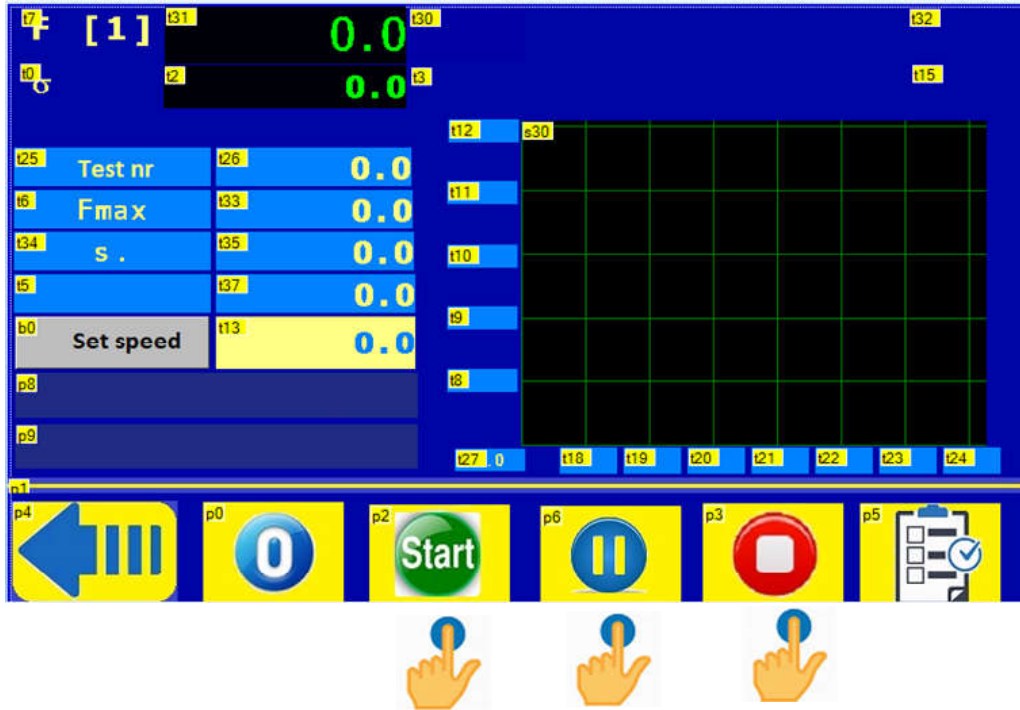 t7 F [1] t31 0.0 t30 t32
t0 σ t2 0.0 t3 t15
t12 s30
t25 Test nr t26 0.0
t6 Fmax t33 0.0 t11
t34 s . t35 0.0 t10
t5 t37 0.0
b0 Set speed t13 0.0 t9
p8 t8
p9
t27 .0 t18 t19 t20 t21 t22 t23 t24
p1
p4 p0 p2 p6 p3 p5
0 Start